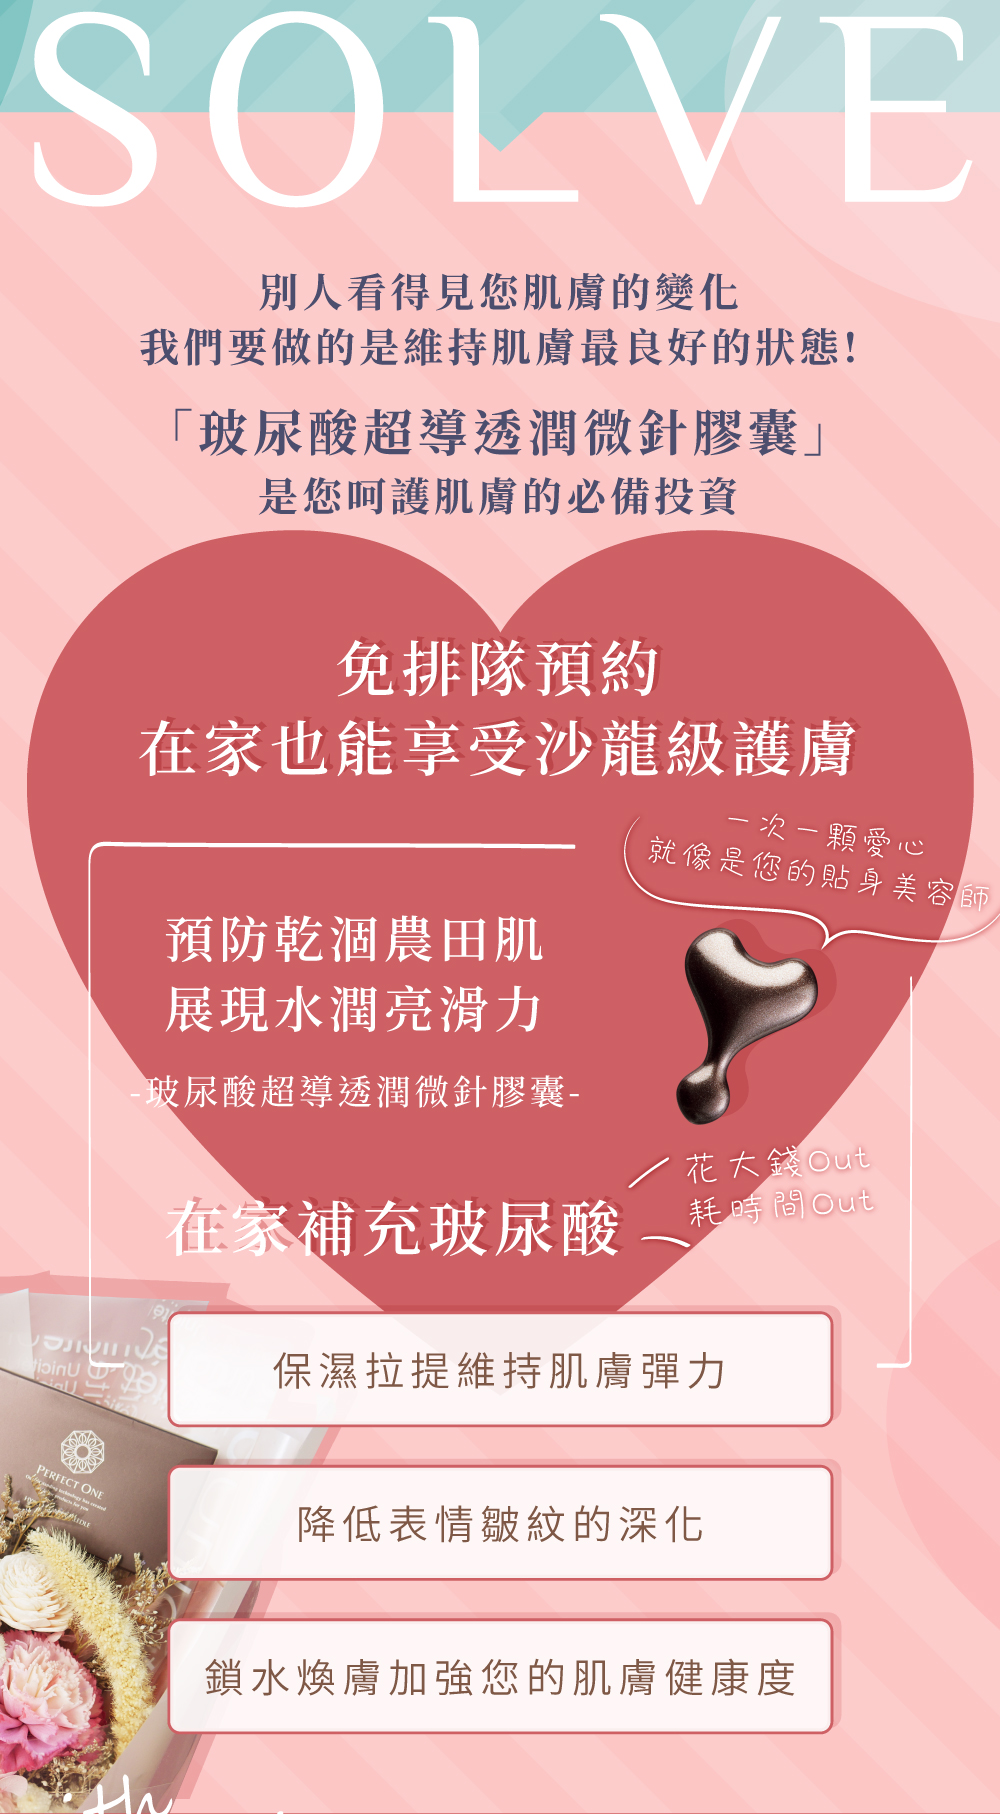 SOLVE
別人看得見您肌膚的變化
我們要做的是維持肌膚最良好的狀態!
「玻尿酸超導透潤微針膠囊」
是您呵護肌膚的必備投資
免排隊預約
在家也能享受沙龍級護膚
一次一顆愛心
就像是您的貼身美容師
預防乾涸農田肌
展現水潤亮滑力
-玻尿酸超導透潤微針膠囊-
花大錢Out
耗時間Out
在家補充玻尿酸
保濕拉提維持肌膚彈力
降低表情皺紋的深化
鎖水煥膚加強您的肌膚健康度
PERFECT ONE